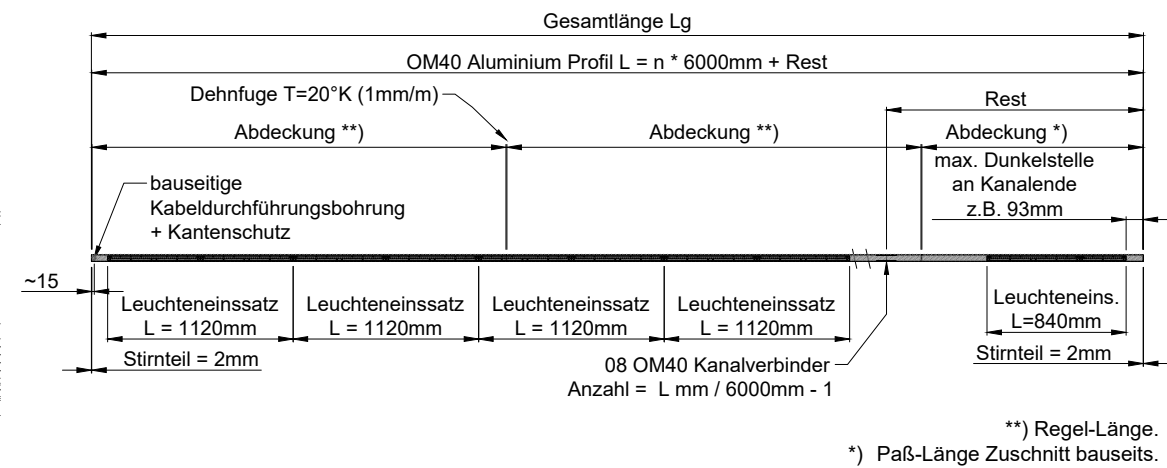 Gesamtlänge Lg
OM40 Aluminium Profil L = n * 6000mm + Rest
Dehnfuge T=20°K (1mm/m)
Rest
Abdeckung **)
Abdeckung **)
Abdeckung *)
bauseitige
Kabeldurchführungsbohrung
+ Kantenschutz
max. Dunkelstelle
an Kanalende
z.B. 93mm
~15
Leuchteneinssatz
L = 1120mm
Leuchteneinssatz
L = 1120mm
Leuchteneinssatz
L = 1120mm
Leuchteneinssatz
L = 1120mm
Leuchteneins.
L=840mm
Stirnteil = 2mm
Stirnteil = 2mm
08 OM40 Kanalverbinder
Anzahl = L mm / 6000mm - 1
**) Regel-Länge.
*) Paß-Länge Zuschnitt bauseits.